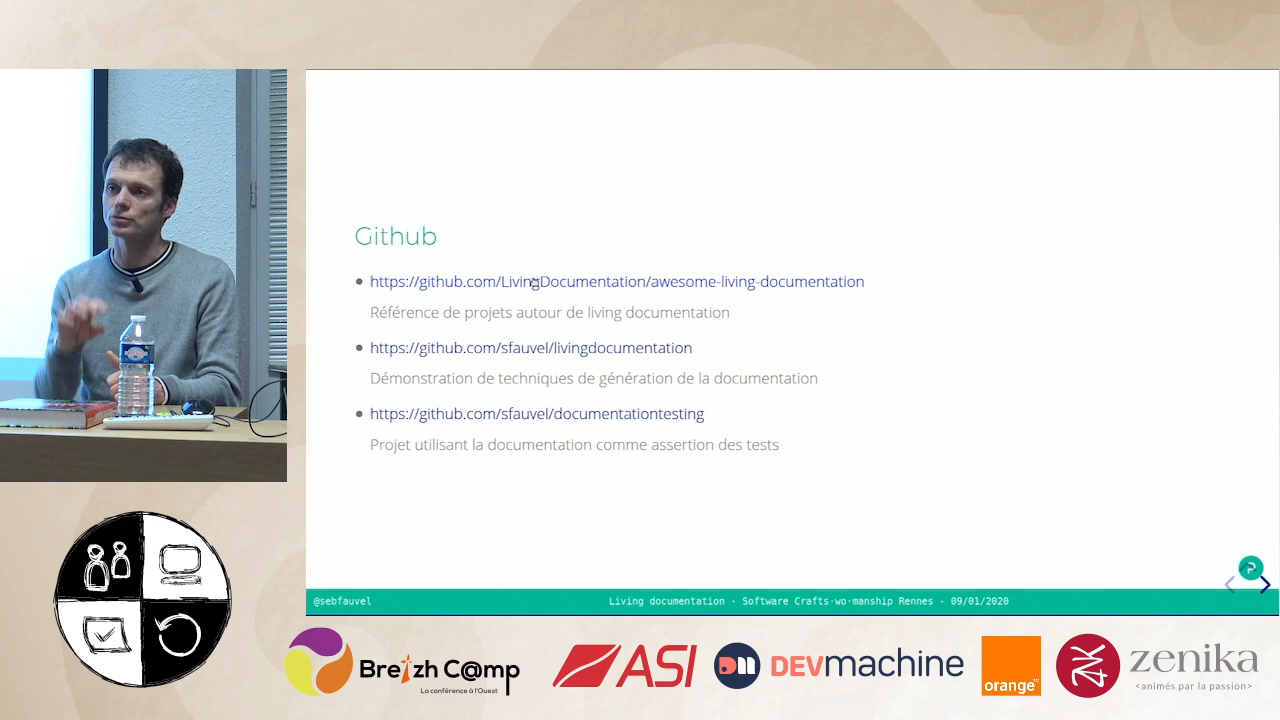 Github
https://github.com/LivingDocumentation/awesome-living-documentation
Référence de projets autour de living documentation
https://github.com/sfauvel/livingdocumentation
Démonstration de techniques de génération de la documentation
https://github.com/sfauvel/documentationtesting
Projet utilisant la documentation comme assertion des tests
@sebfauvel
Living documentation - Software Crafts·wo·manship Rennes - 09/01/2020
Breizh C@mp
La conférence à l'Ouest
ASI
DEVmachine
orange™
zenika
<animés par la passion>